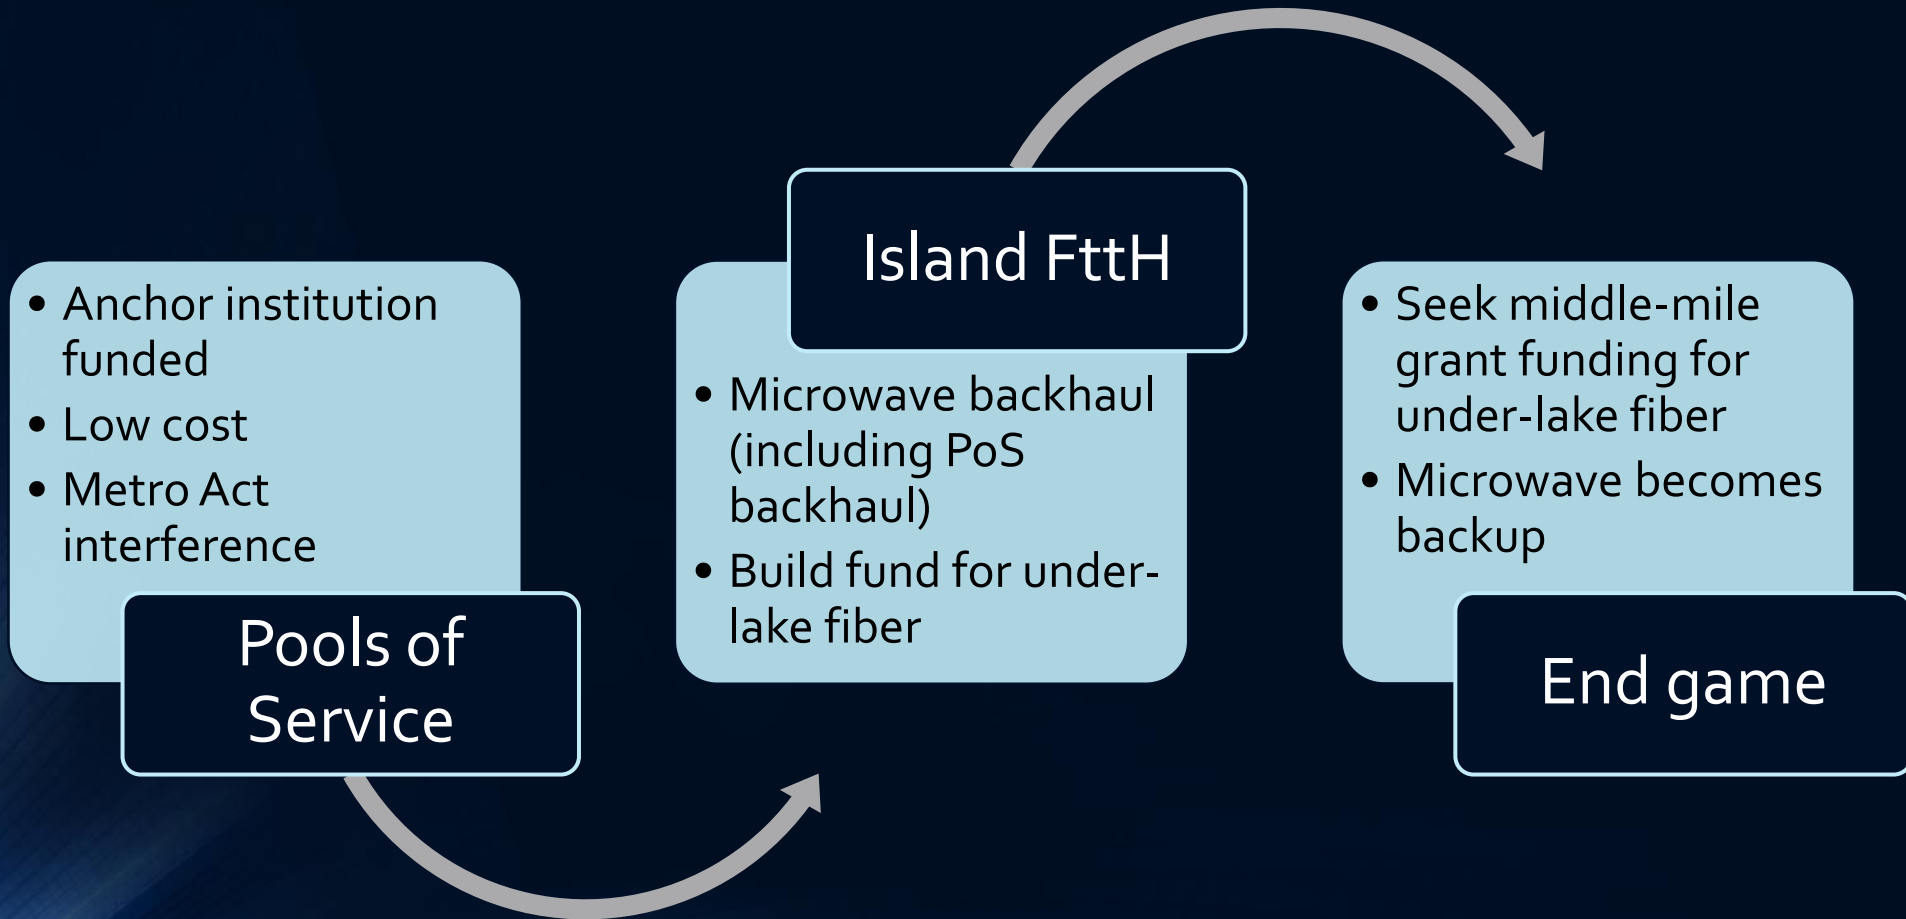 • Anchor institution
funded
• Low cost
• Metro Act
interference
Pools of
Service
Island FttH
• Microwave backhaul
(including PoS
backhaul)
• Build fund for under-
lake fiber
• Seek middle-mile
grant funding for
under-lake fiber
• Microwave becomes
backup
End game